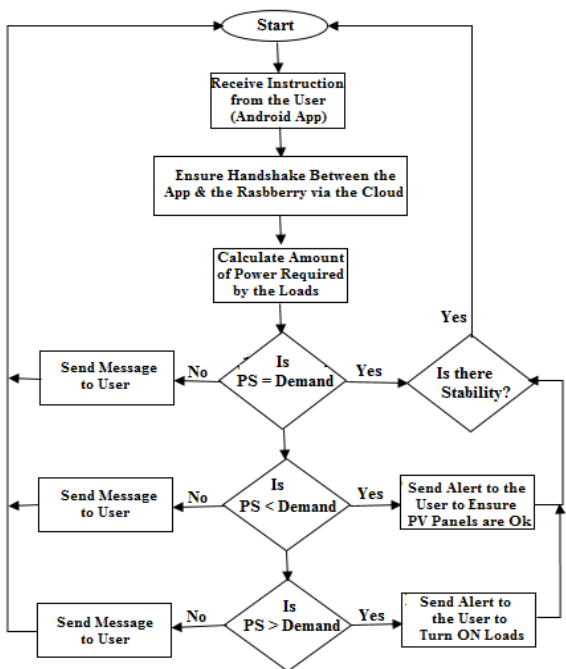 Start
Receive Instruction
from the User
(Android App)
Ensure Handshake Between the
App & the Rasbberry via the Cloud
Calculate Amount
of Power Required
by the Loads
Yes
Is
PS = Demand
No
Send Message
to User
Yes
Is there
Stability?
Is
PS < Demand
No
Send Message
to User
Yes
Send Alert to the
User to Ensure
PV Panels are Ok
Is
PS > Demand
No
Send Message
to User
Yes
Send Alert to
the User to
Turn ON Loads